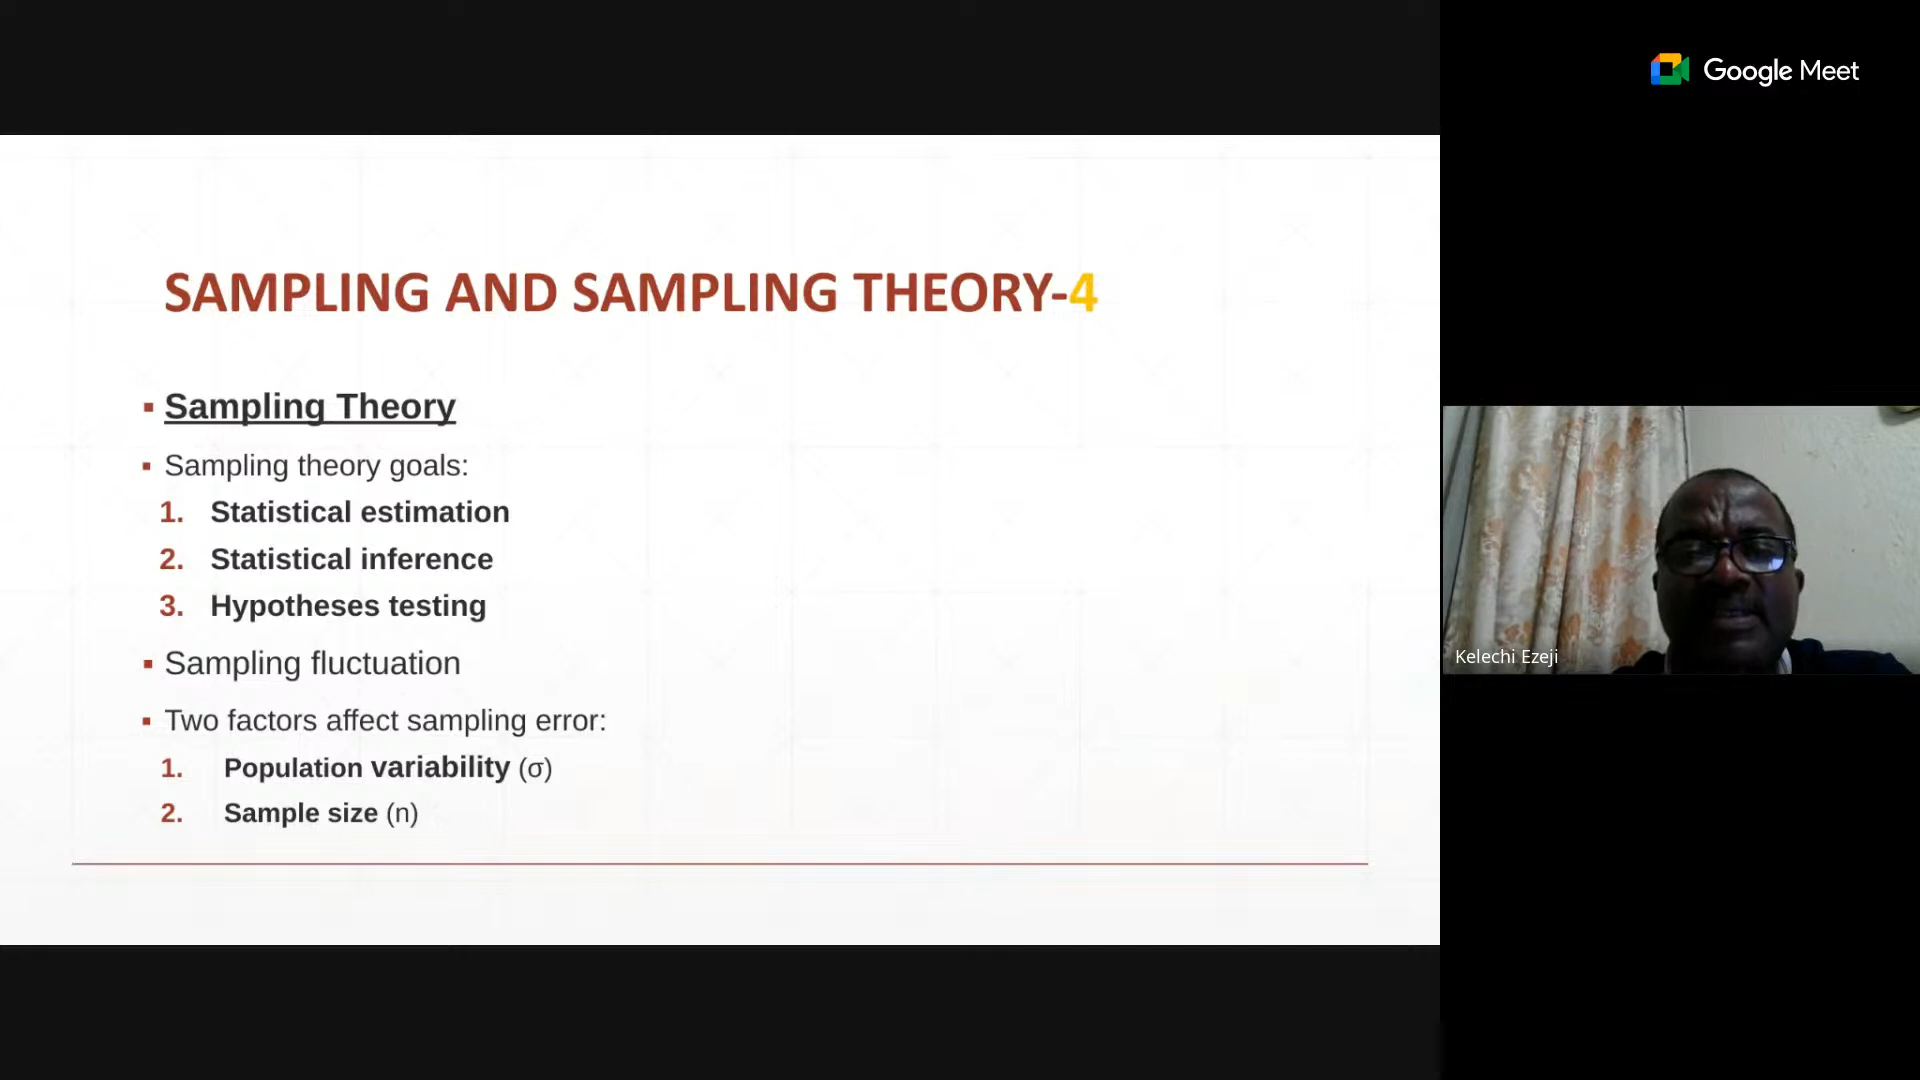 Google Meet
SAMPLING AND SAMPLING THEORY-4
▪ Sampling Theory
▪ Sampling theory goals:
1. Statistical estimation
2. Statistical inference
3. Hypotheses testing
▪ Sampling fluctuation
▪ Two factors affect sampling error:
1. Population variability (σ)
2. Sample size (n)
Kelechi Ezeji